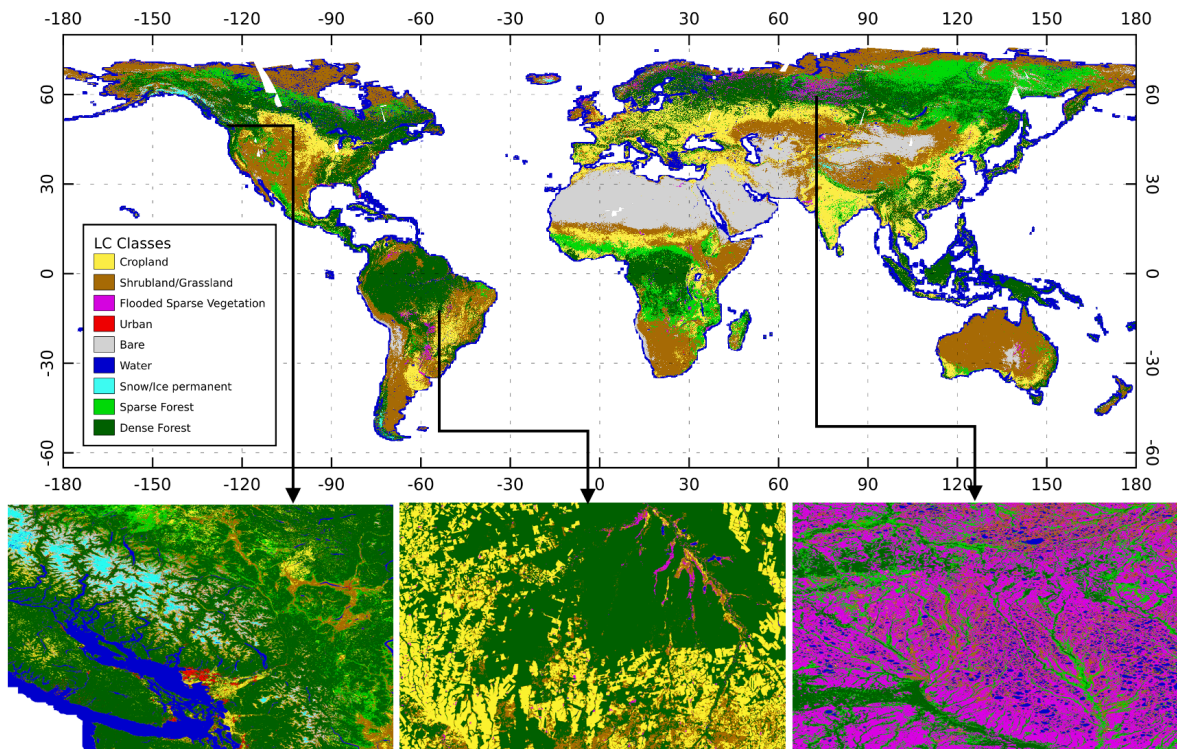 -180 -150 -120 -90 -60 -30 0 30 60 90 120 150 180
60 60
30 30
0 0
-30 -30
-60 -60
LC Classes
Cropland
Shrubland/Grassland
Flooded Sparse Vegetation
Urban
Bare
Water
Snow/Ice permanent
Sparse Forest
Dense Forest
-180 -150 -120 -90 -60 -30 0 30 60 90 120 150 180